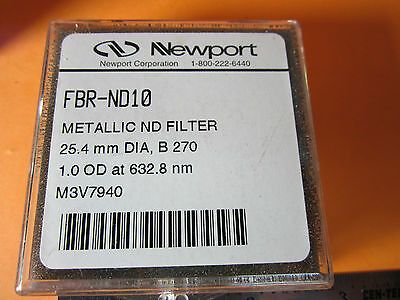 Newport
Newport Corporation 1-800-222-6440
FBR-ND10
METALLIC ND FILTER
25.4 mm DIA, B 270
1.0 OD at 632.8 nm
M3V7940